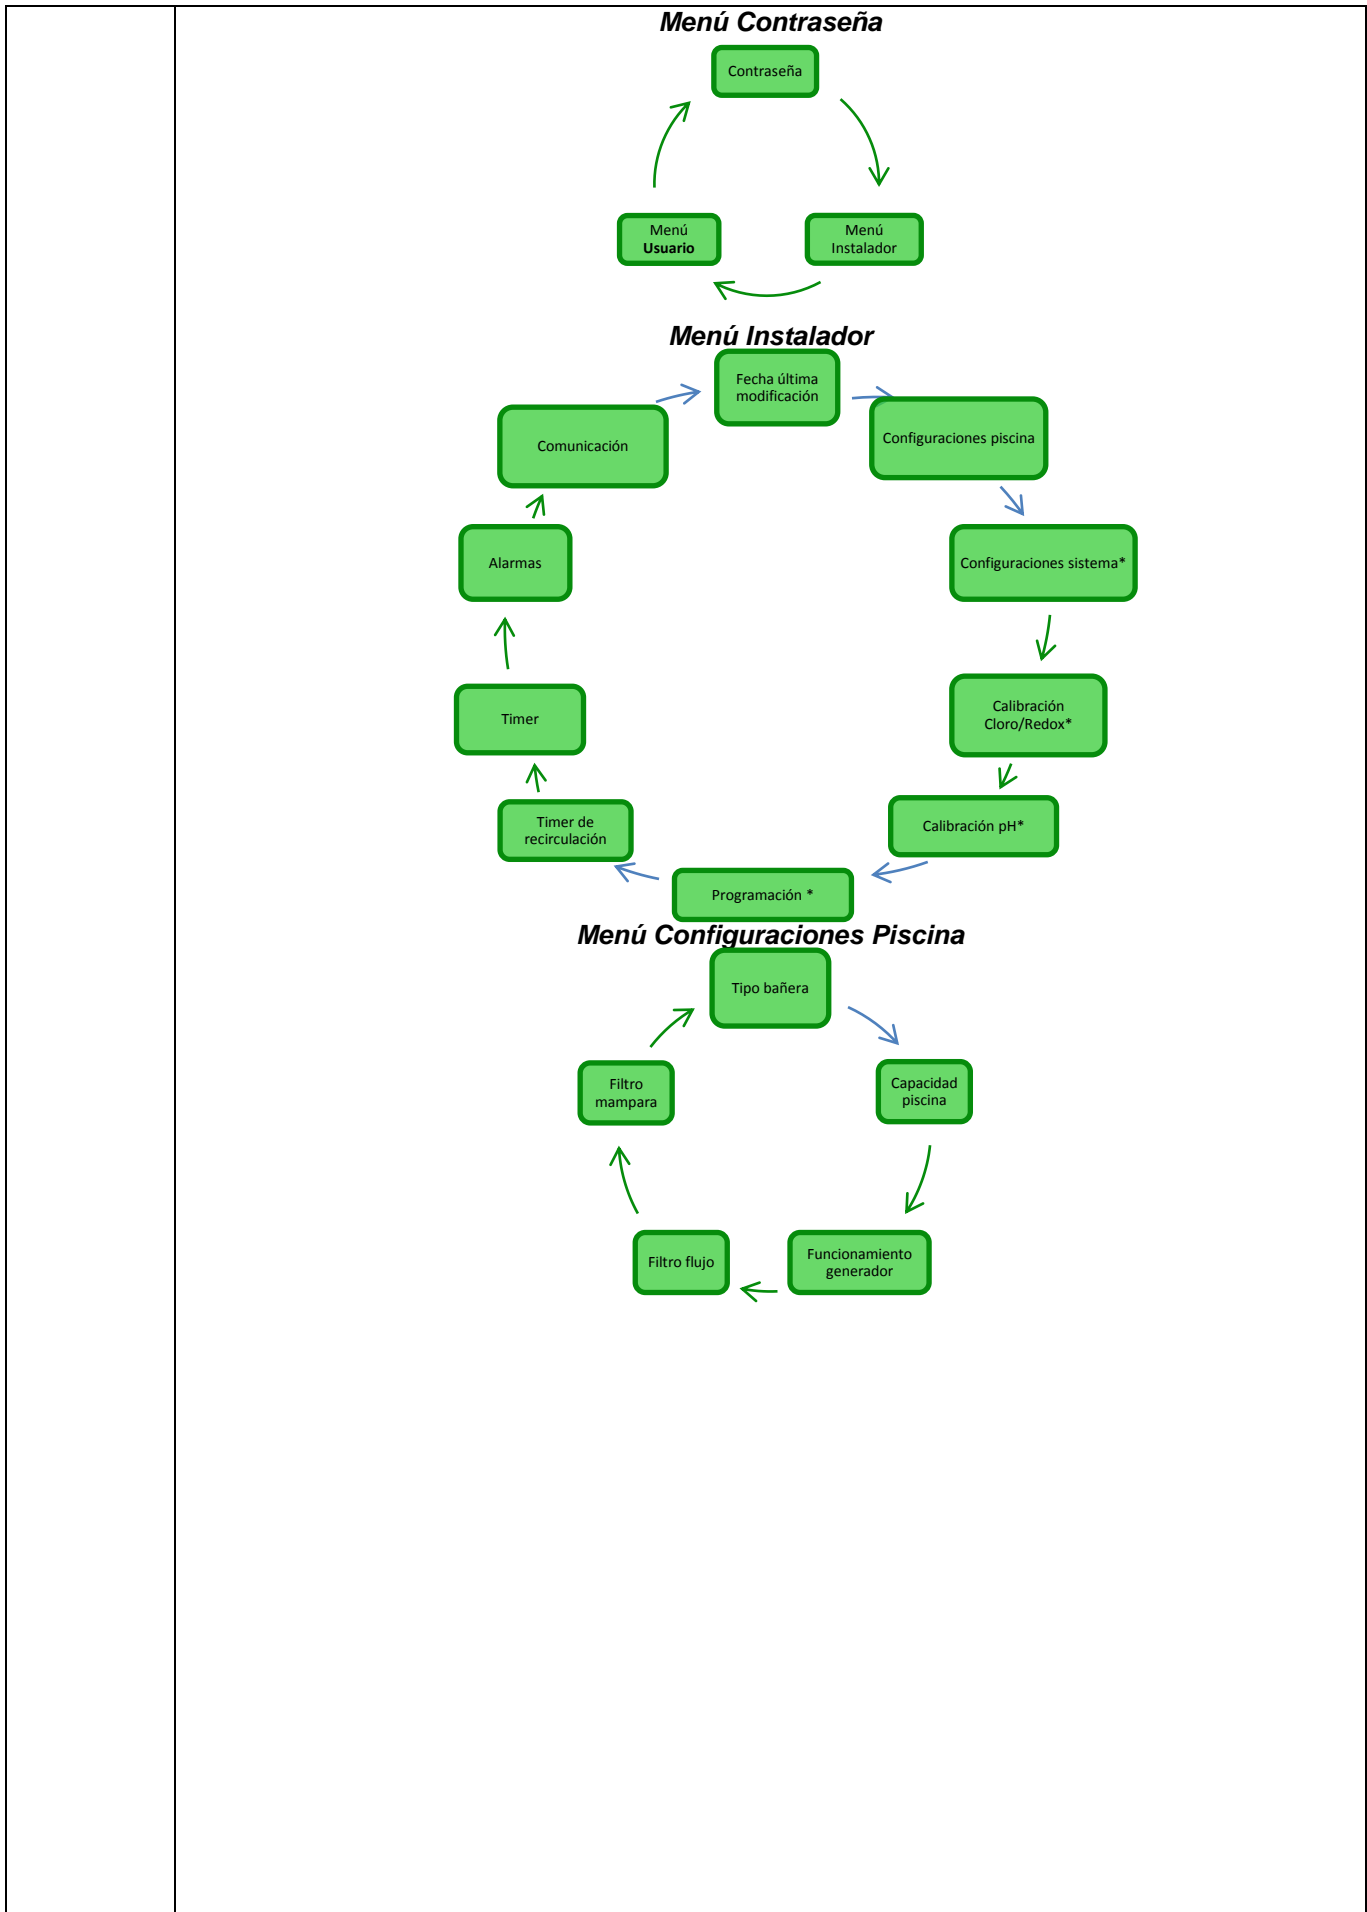 Menú Contraseña
Contraseña
Menú
Usuario
Menú
Instalador
Menú Instalador
Fecha última
modificación
Comunicación
Configuraciones piscina
Alarmas
Configuraciones sistema*
Timer
Calibración
Cloro/Redox*
Timer de
recirculación
Calibración pH*
Programación *
Menú Configuraciones Piscina
Tipo bañera
Filtro
mampara
Capacidad
piscina
Filtro flujo
Funcionamiento
generador